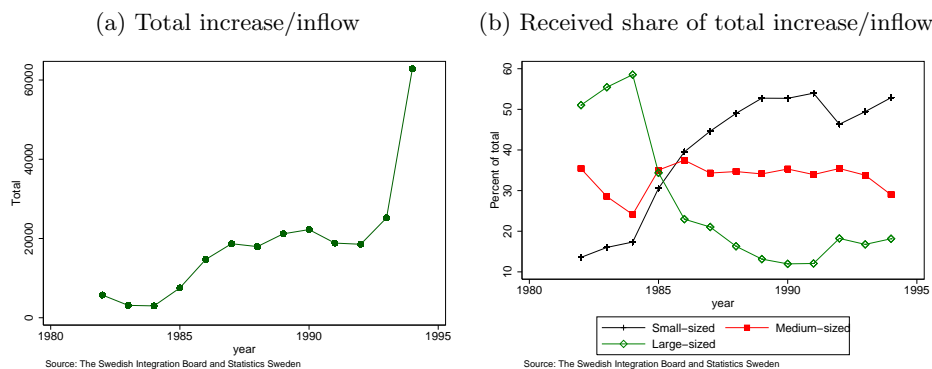 (a) Total increase/inflow
Total
60000
40000
20000
0
1980
1985
1990
1995
year
Source: The Swedish Integration Board and Statistics Sweden
(b) Received share of total increase/inflow
Percent of total
60
50
40
30
20
10
1980
1985
1990
1995
year
Small−sized
Medium−sized
Large−sized
Source: The Swedish Integration Board and Statistics Sweden